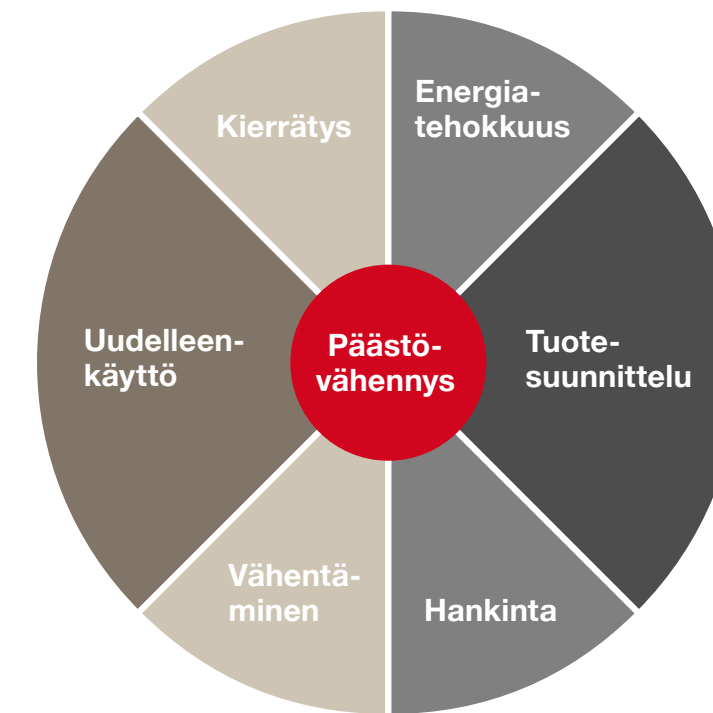 Kierrätys
Energia-
tehokkuus
Uudelleen-
käyttö
Päästö-
vähennys
Tuote-
suunnittelu
Vähentä-
minen
Hankinta